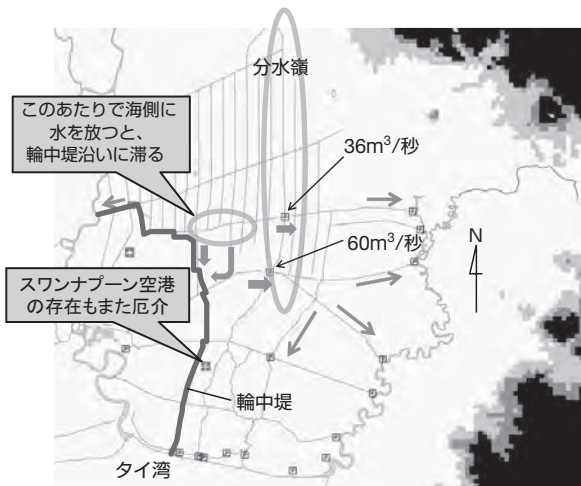 分水嶺
このあたりで海側に
水を放つと、
輪中堤沿いに滞る
36m³/秒
N
60m³/秒
スワンナプーン空港
の存在もまた厄介
輪中堤
タイ湾